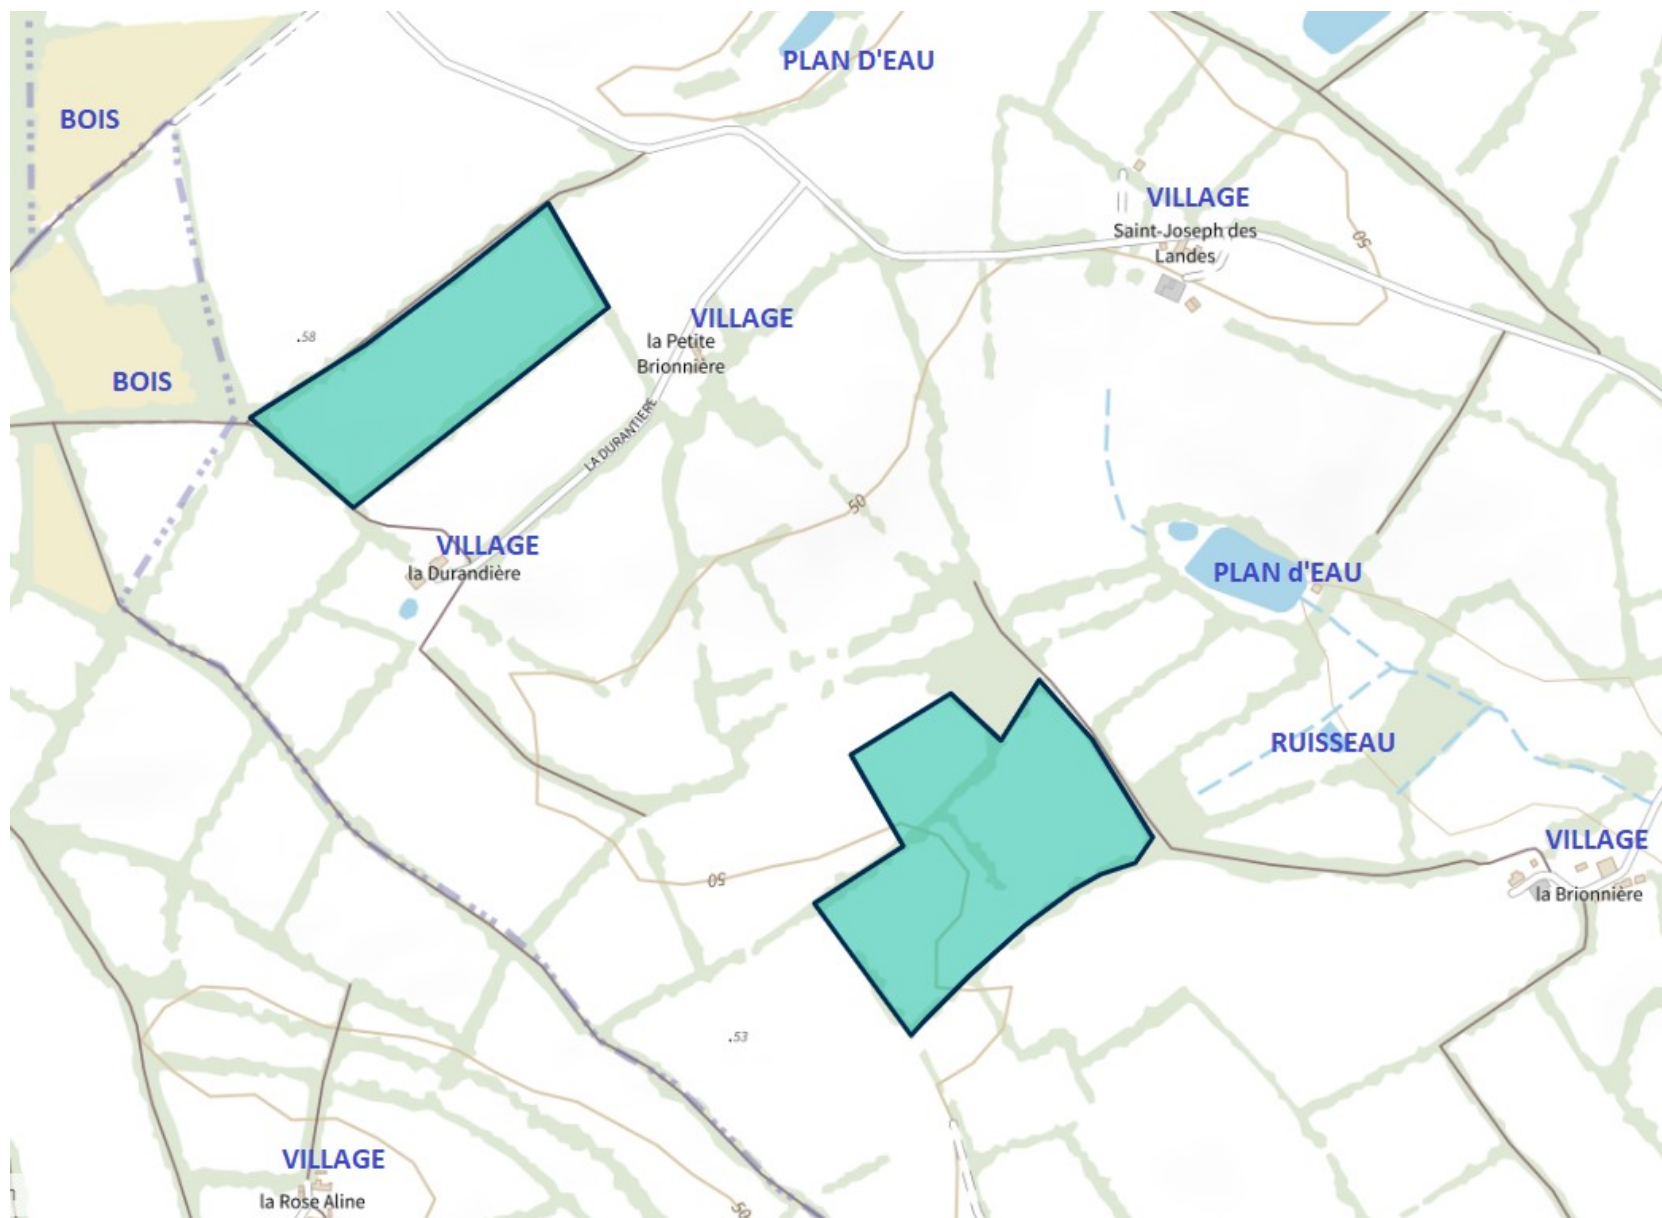 PLAN D'EAU
BOIS
VILLAGE
Saint-Joseph des
Landes
50
VILLAGE
.58
la Petite
Brionnière
BOIS
LA DURANTIERE
50
VILLAGE
la Durandière
PLAN d'EAU
RUISSEAU
VILLAGE
50
la Brionnière
.53
VILLAGE
la Rose Aline
50